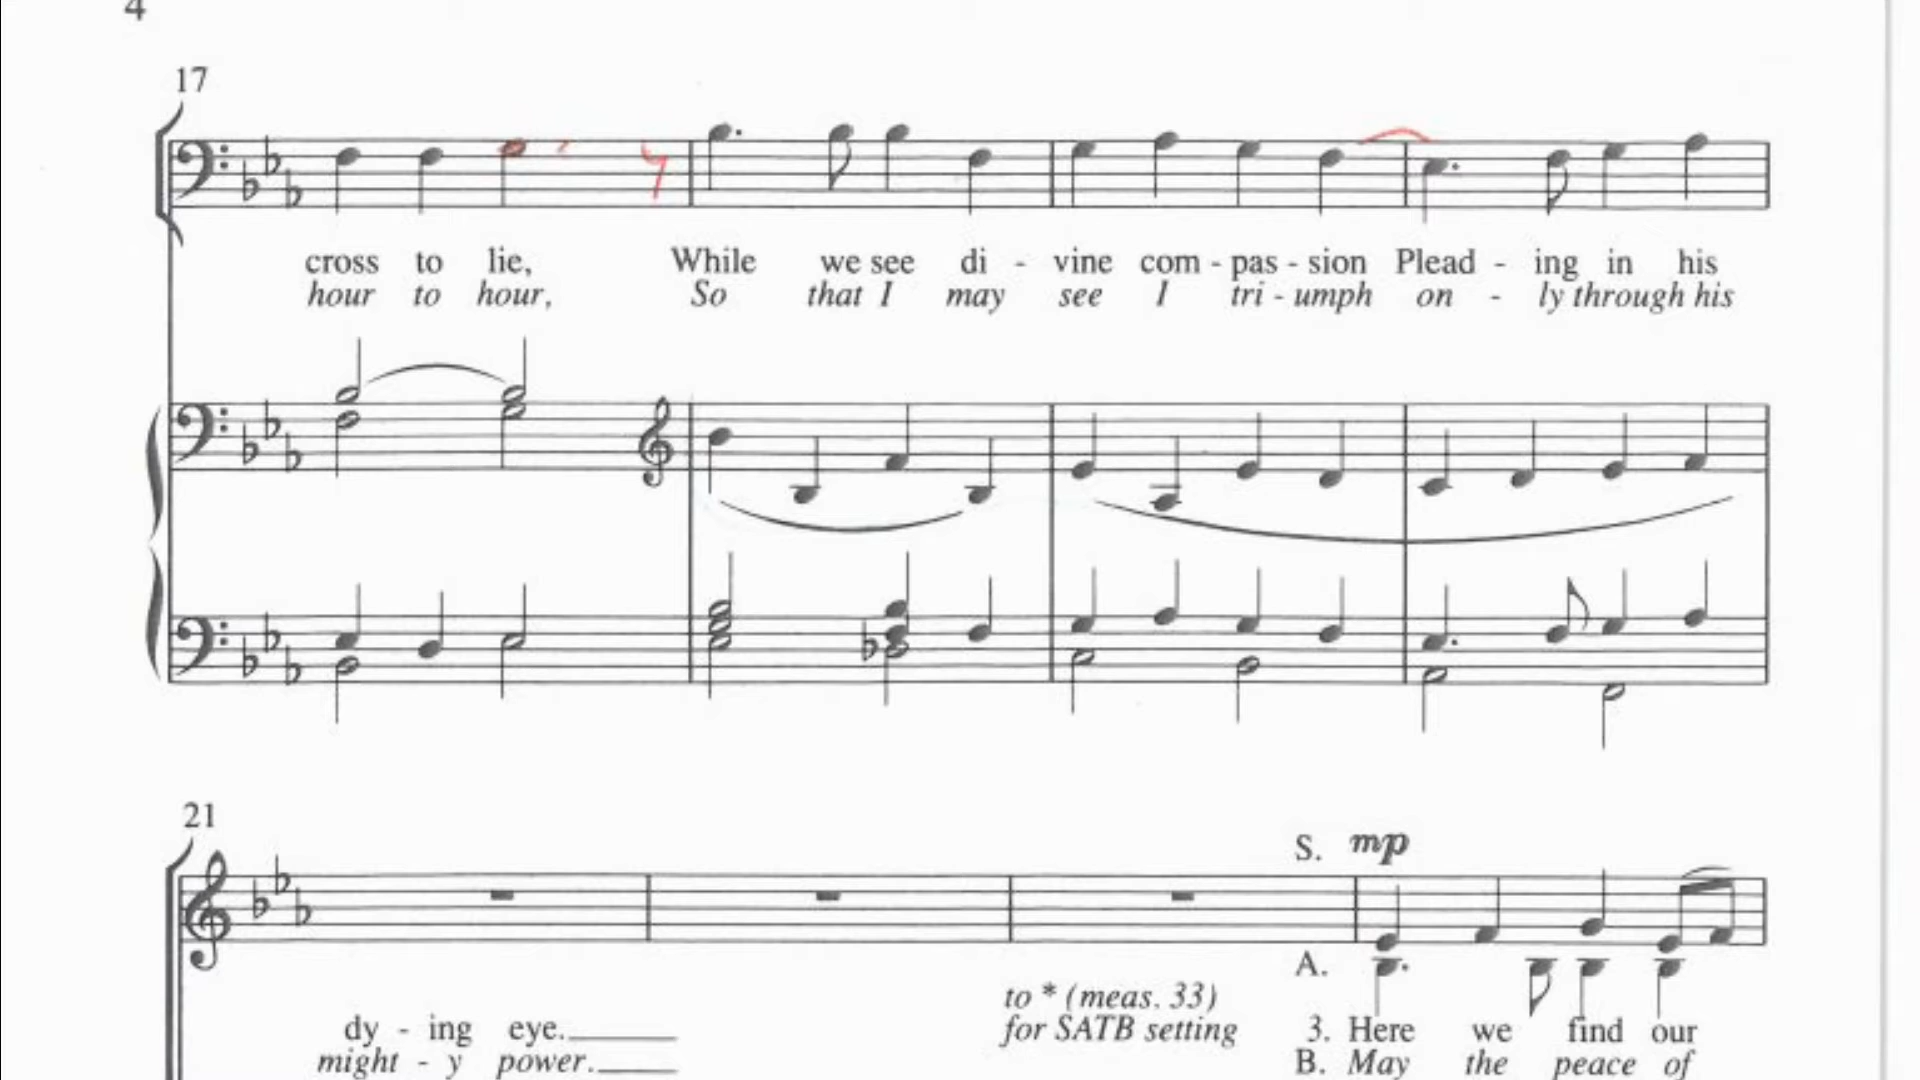 4
17
cross to lie, While we see di - vine com - pas - sion Plead - ing in his
hour to hour, So that I may see I tri - umph on - ly through his
21
S. mp
A.
to * (meas. 33)
dy - ing eye. for SATB setting 3. Here we find our
might - y power. B. May the peace of